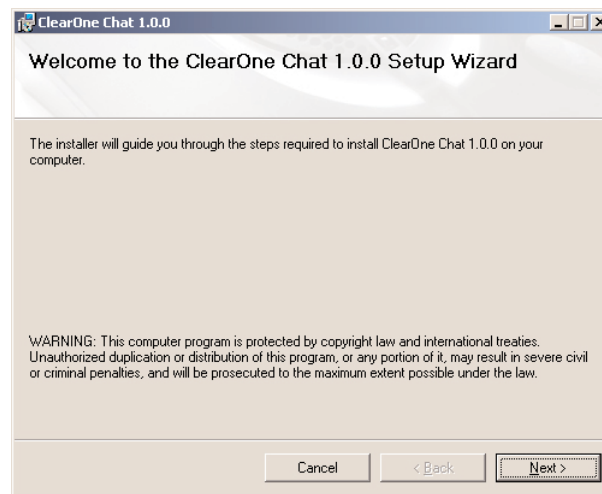 ClearOne Chat 1.0.0
Welcome to the ClearOne Chat 1.0.0 Setup Wizard
The installer will guide you through the steps required to install ClearOne Chat 1.0.0 on your
computer.
WARNING: This computer program is protected by copyright law and international treaties.
Unauthorized duplication or distribution of this program, or any portion of it, may result in severe civil
or criminal penalties, and will be prosecuted to the maximum extent possible under the law.
Cancel < Back Next >